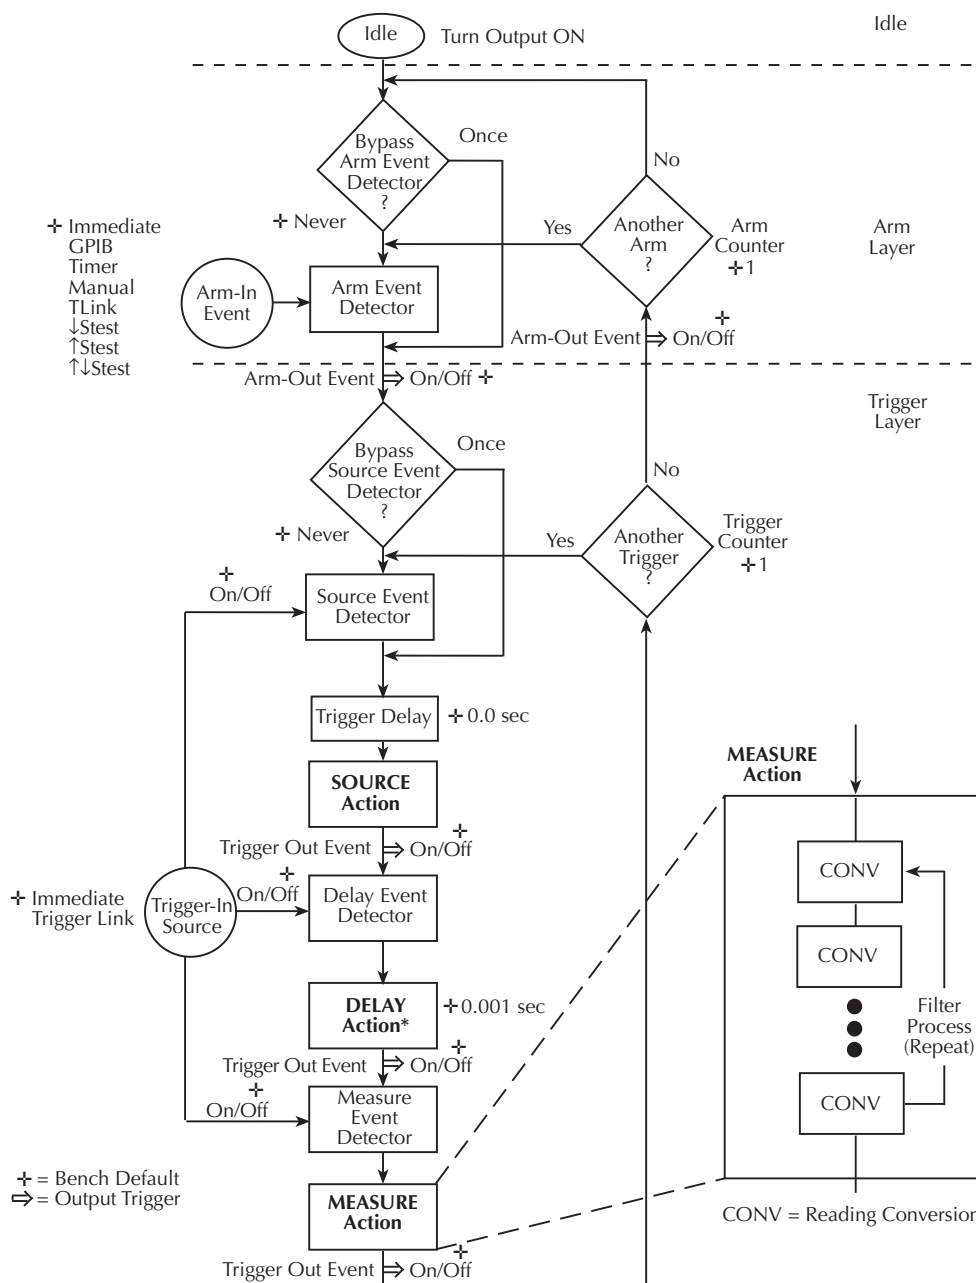 Idle
Turn Output ON
Idle
Bypass
Arm Event
Detector
?
Once
No
✛ Never
Yes
Another
Arm
?
Arm
Counter
✛ 1
Arm
Layer
✛ Immediate
GPIB
Timer
Manual
TLink
↓Stest
↑Stest
↑↓Stest
Arm-In
Event
Arm Event
Detector
✛
Arm-Out Event ⇒ On/Off
Arm-Out Event ⇒ On/Off ✛
Trigger
Layer
Bypass
Source Event
Detector
?
Once
No
✛ Never
Yes
Another
Trigger
?
Trigger
Counter
✛ 1
✛
On/Off
Source Event
Detector
Trigger Delay
✛ 0.0 sec
SOURCE
Action
✛
Trigger Out Event ⇒ On/Off
✛ Immediate
Trigger Link
Trigger-In
Source
✛
On/Off
Delay Event
Detector
DELAY
Action*
✛ 0.001 sec
✛
Trigger Out Event ⇒ On/Off
✛
On/Off
Measure
Event
Detector
✛ = Bench Default
⇒ = Output Trigger
MEASURE
Action
✛
Trigger Out Event ⇒ On/Off
MEASURE
Action
CONV
CONV
Filter
Process
(Repeat)
CONV
CONV = Reading Conversion